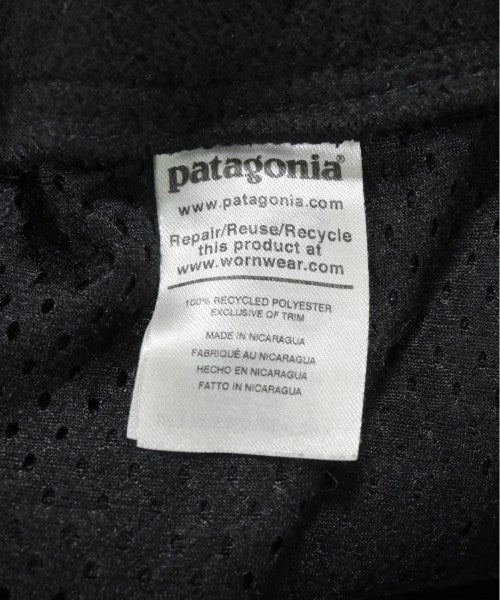 patagonia®
www.patagonia.com
Repair/Reuse/Recycle
this product at
www.wornwear.com
100% RECYCLED POLYESTER
EXCLUSIVE OF TRIM
MADE IN NICARAGUA
FABRIQUÉ AU NICARAGUA
HECHO EN NICARAGUA
FATTO IN NICARAGUA